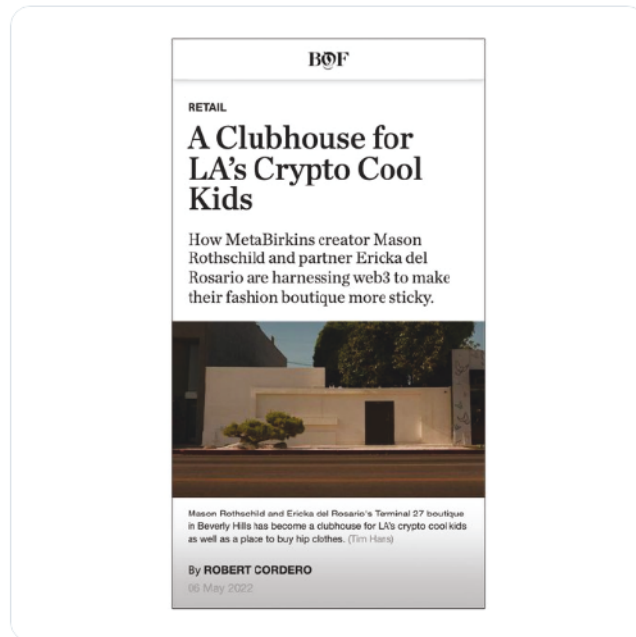 BOF
RETAIL
A Clubhouse for
LA's Crypto Cool
Kids
How MetaBirkins creator Mason
Rothschild and partner Ericka del
Rosario are harnessing web3 to make
their fashion boutique more sticky.
Mason Rothschild and Ericka del Rosario's Terminal 27 boutique
in Beverly Hills has become a clubhouse for LA's crypto cool kids
as well as a place to buy hip clothes. (Tim Hans)
By ROBERT CORDERO
06 May 2022